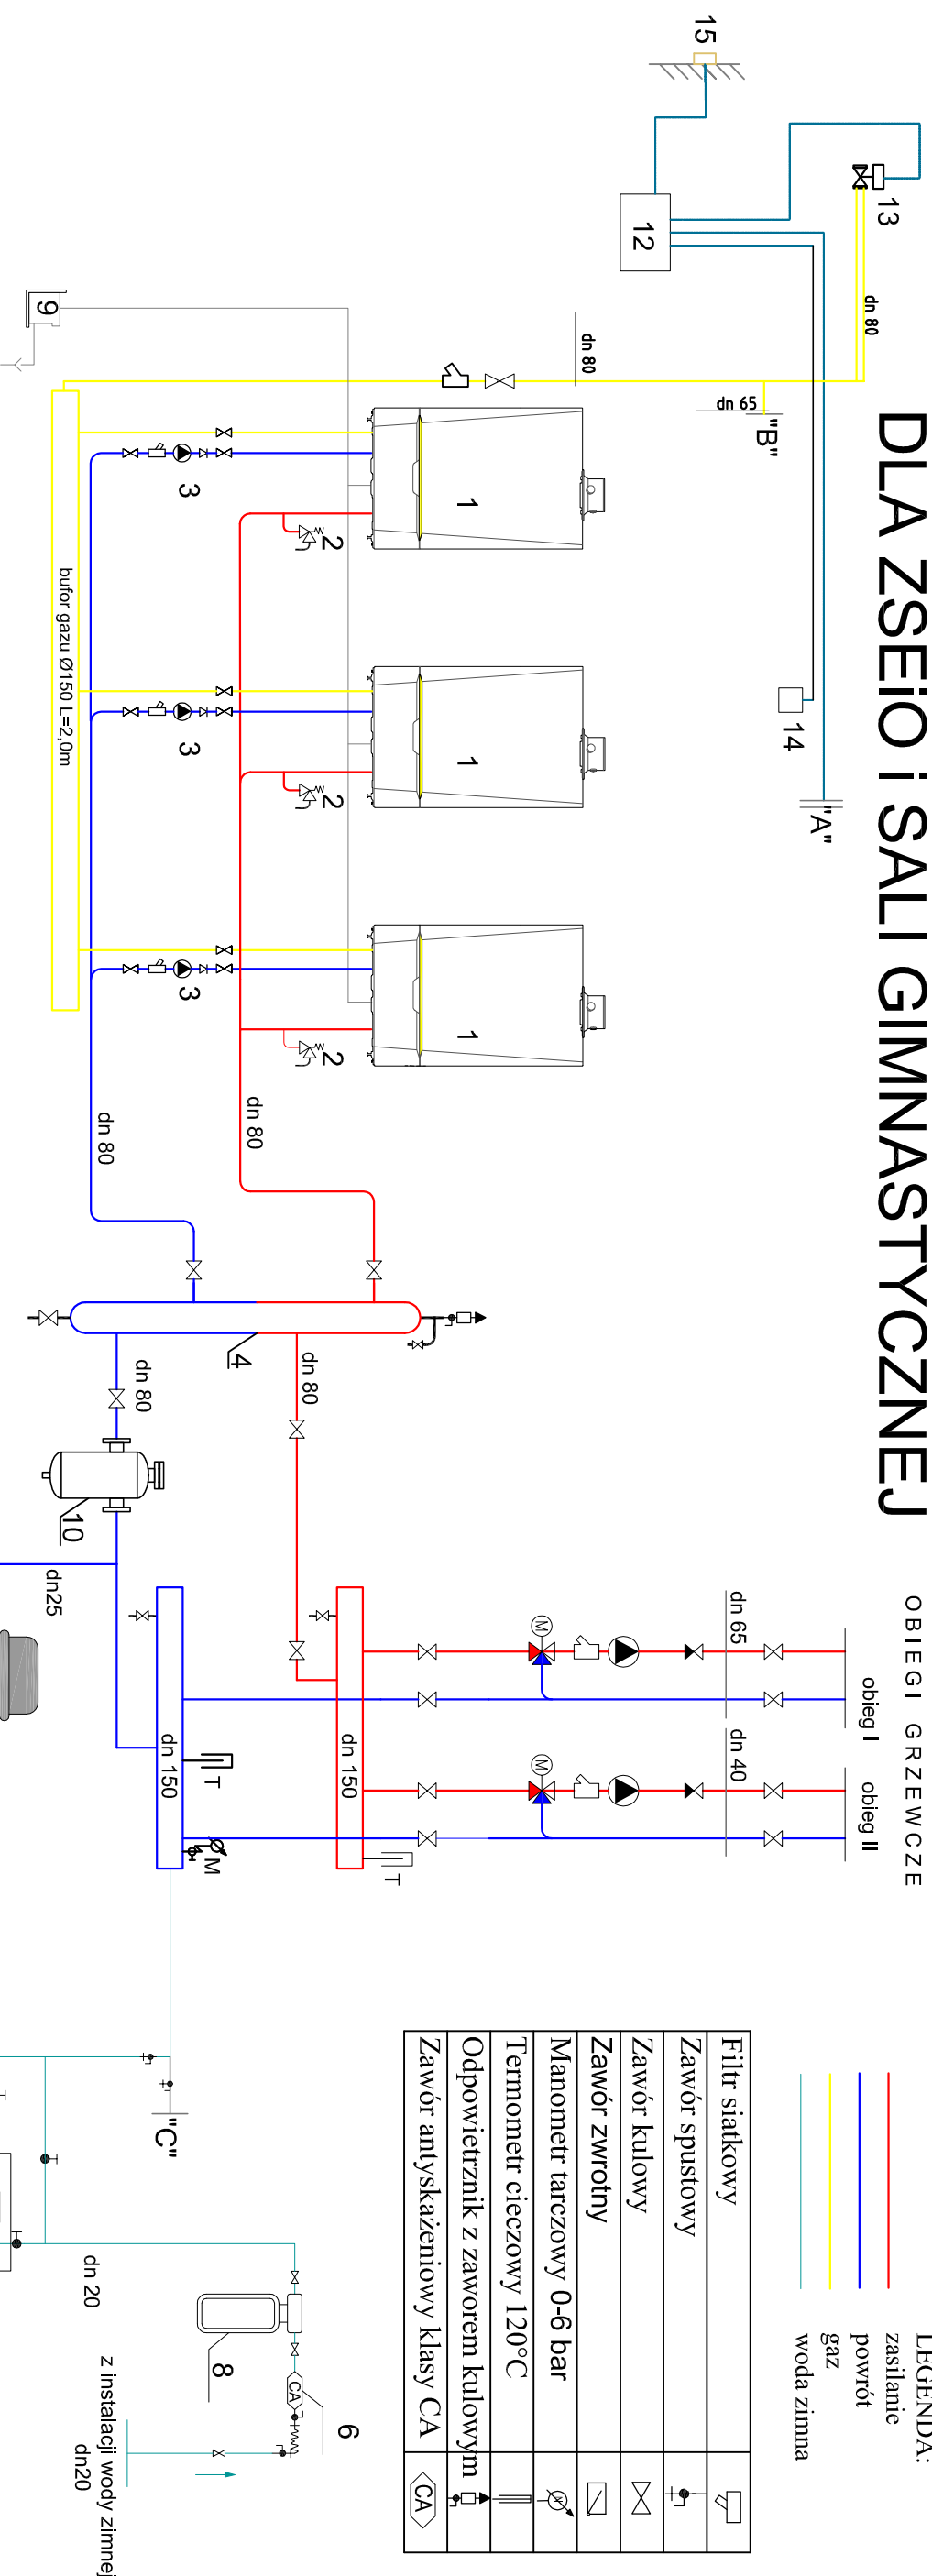 DLA ZSEiO i SALI GIMNASTYCZNEJ
15
13
12
dn 80
dn 80
dn 65
"B"
14
"A"
9
1
1
1
2
2
2
3
3
3
bufor gazu Ø150 L=2,0m
dn 80
dn 80
4
dn 80
dn 80
10
dn25
OBIEGI GRZEWCZE
obieg I
obieg II
dn 65
dn 40
M
M
dn 150
dn 150
T
T
M
"C"
dn 20
8
6
CA
z instalacji wody zimnej
dn20
LEGENDA:
zasilanie
powrót
gaz
woda zimna
Filtr siatkowy
Zawór spustowy
Zawór kulowy
Zawór zwrotny
Manometr tarczowy 0-6 bar
Termometr cieczowy 120°C
Odpowietrznik z zaworem kulowym
Zawór antyskażeniowy klasy CA
CA